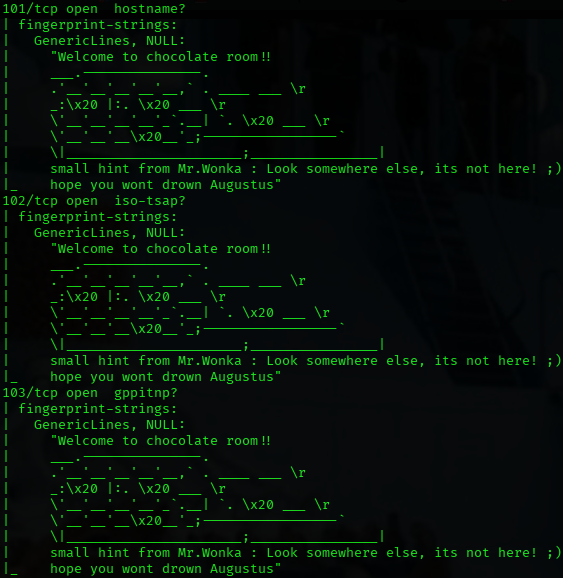 101/tcp open  hostname?
| fingerprint-strings:
|   GenericLines, NULL:
|     "Welcome to chocolate room!!
|     ___.---------------.
|     .'__'__'__'__'__,` . ____ ___ \r
|     _:\x20 |:. \x20 ___ \r
|     \'__'__'__'__'_`.__| `. \x20 ___ \r
|     \'__'__'__\x20__'_;-----------------`
|     \|______________________;________________|
|     small hint from Mr.Wonka : Look somewhere else, its not here! ;)
|_    hope you wont drown Augustus"
102/tcp open  iso-tsap?
| fingerprint-strings:
|   GenericLines, NULL:
|     "Welcome to chocolate room!!
|     ___.---------------.
|     .'__'__'__'__'__,` . ____ ___ \r
|     _:\x20 |:. \x20 ___ \r
|     \'__'__'__'__'_`.__| `. \x20 ___ \r
|     \'__'__'__\x20__'_;-----------------`
|     \|______________________;________________|
|     small hint from Mr.Wonka : Look somewhere else, its not here! ;)
|_    hope you wont drown Augustus"
103/tcp open  gppitnp?
| fingerprint-strings:
|   GenericLines, NULL:
|     "Welcome to chocolate room!!
|     ___.---------------.
|     .'__'__'__'__'__,` . ____ ___ \r
|     _:\x20 |:. \x20 ___ \r
|     \'__'__'__'__'_`.__| `. \x20 ___ \r
|     \'__'__'__\x20__'_;-----------------`
|     \|______________________;________________|
|     small hint from Mr.Wonka : Look somewhere else, its not here! ;)
|_    hope you wont drown Augustus"